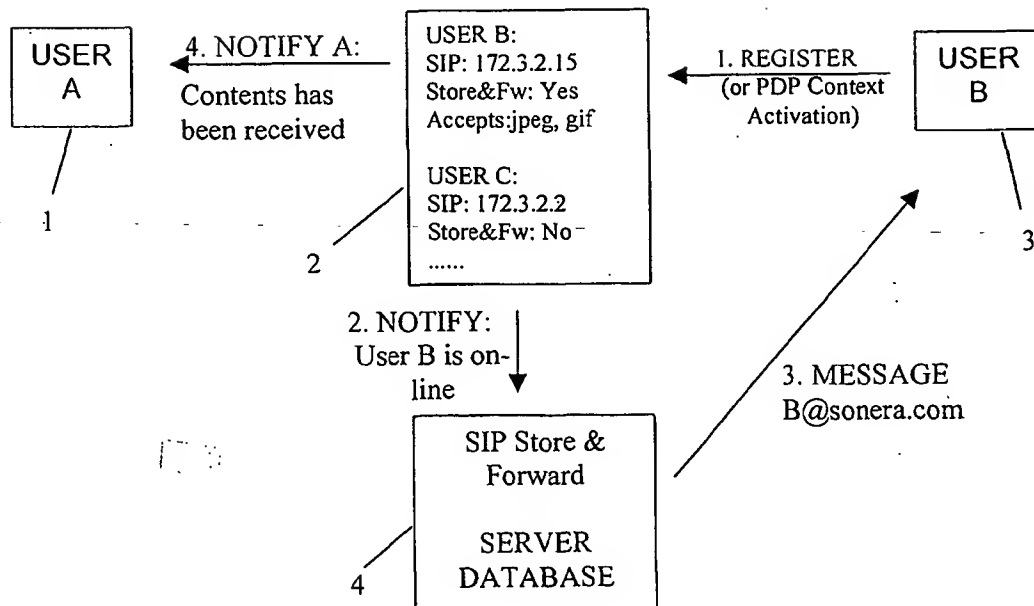 USER
A
1
4. NOTIFY A:
Contents has
been received
USER B:
SIP: 172.3.2.15
Store&Fw: Yes
Accepts:jpeg, gif
USER C:
SIP: 172.3.2.2
Store&Fw: No
......
2
1. REGISTER
(or PDP Context
Activation)
USER
B
3
2. NOTIFY:
User B is on-
line
3. MESSAGE
B@sonera.com
SIP Store &
Forward
SERVER
DATABASE
4